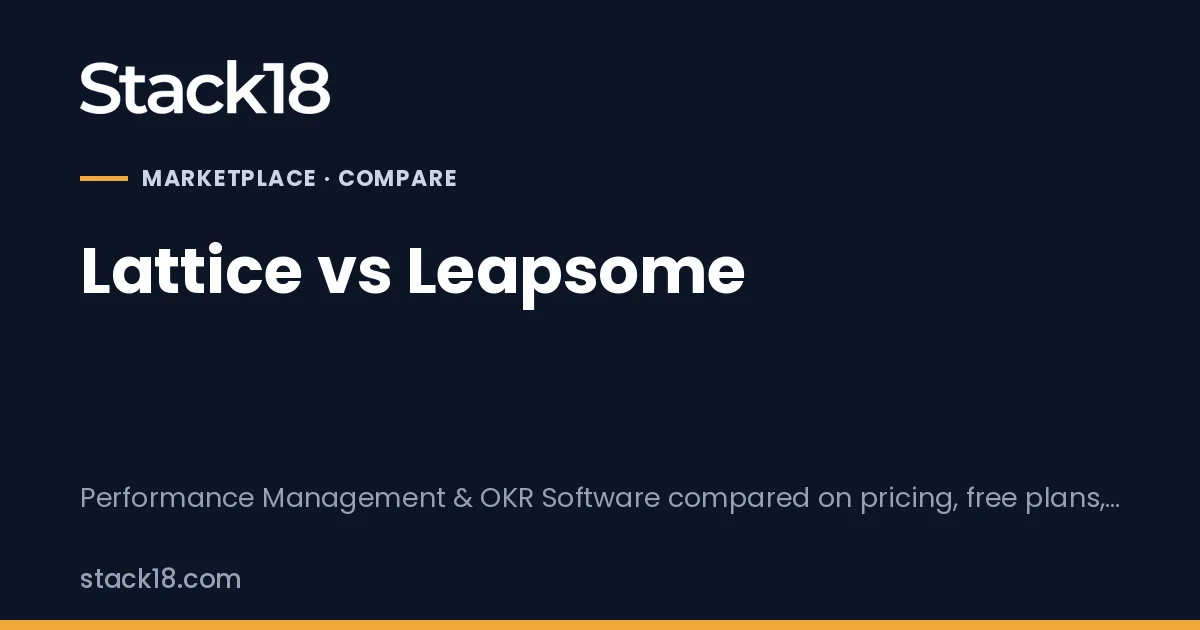 Stack18
MARKETPLACE · COMPARE
Lattice vs Leapsome
Performance Management & OKR Software compared on pricing, free plans,...
stack18.com